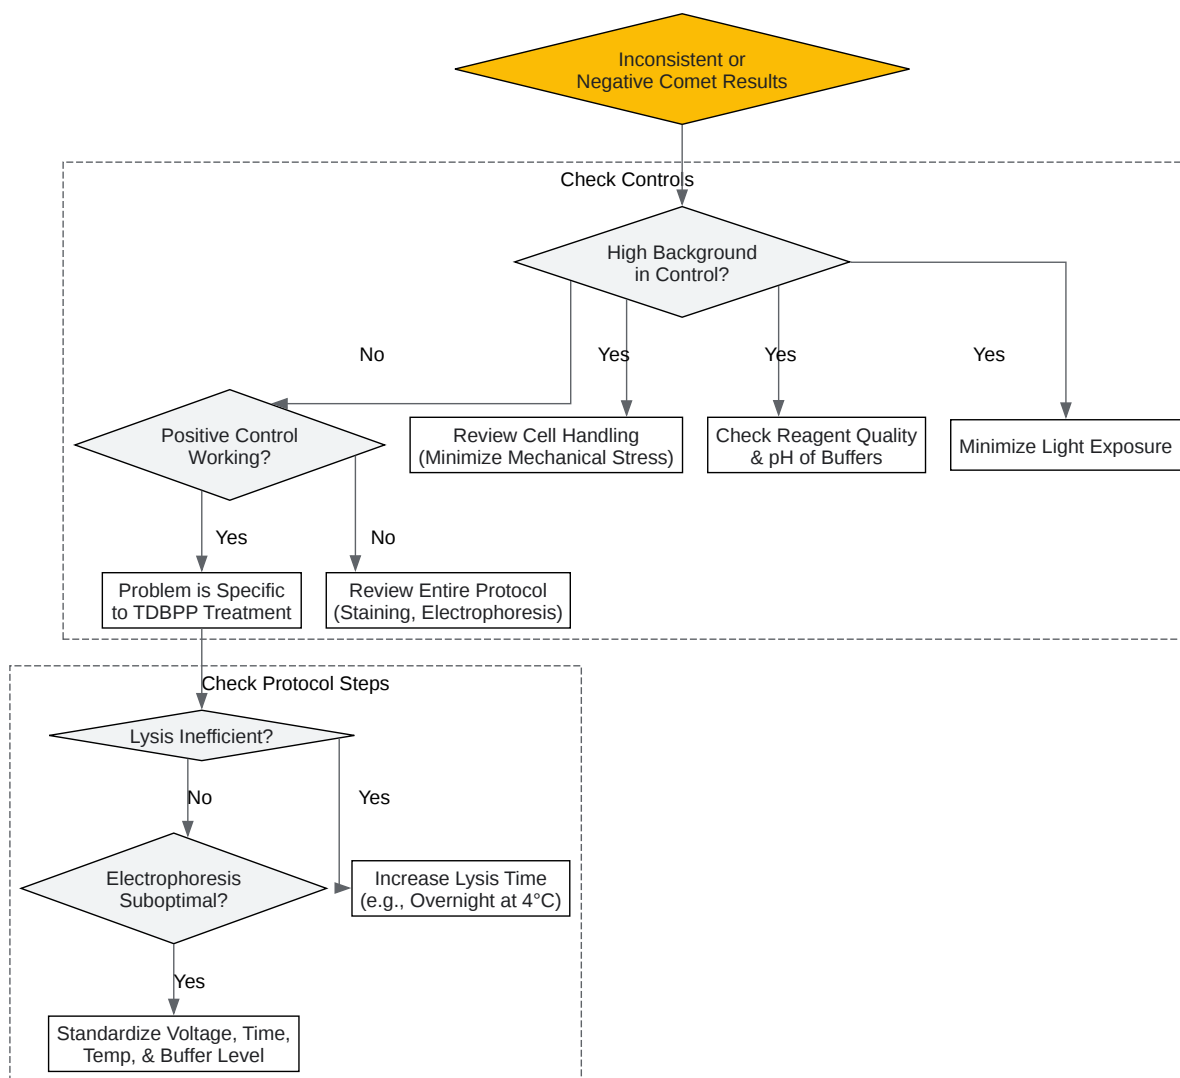 Inconsistent or
Negative Comet Results
Check Controls
High Background
in Control?
No
Yes
Yes
Yes
Positive Control
Working?
Review Cell Handling
(Minimize Mechanical Stress)
Check Reagent Quality
& pH of Buffers
Minimize Light Exposure
Yes
No
Problem is Specific
to TDBPP Treatment
Review Entire Protocol
(Staining, Electrophoresis)
Check Protocol Steps
Lysis Inefficient?
No
Yes
Electrophoresis
Suboptimal?
Increase Lysis Time
(e.g., Overnight at 4°C)
Yes
Standardize Voltage, Time,
Temp, & Buffer Level